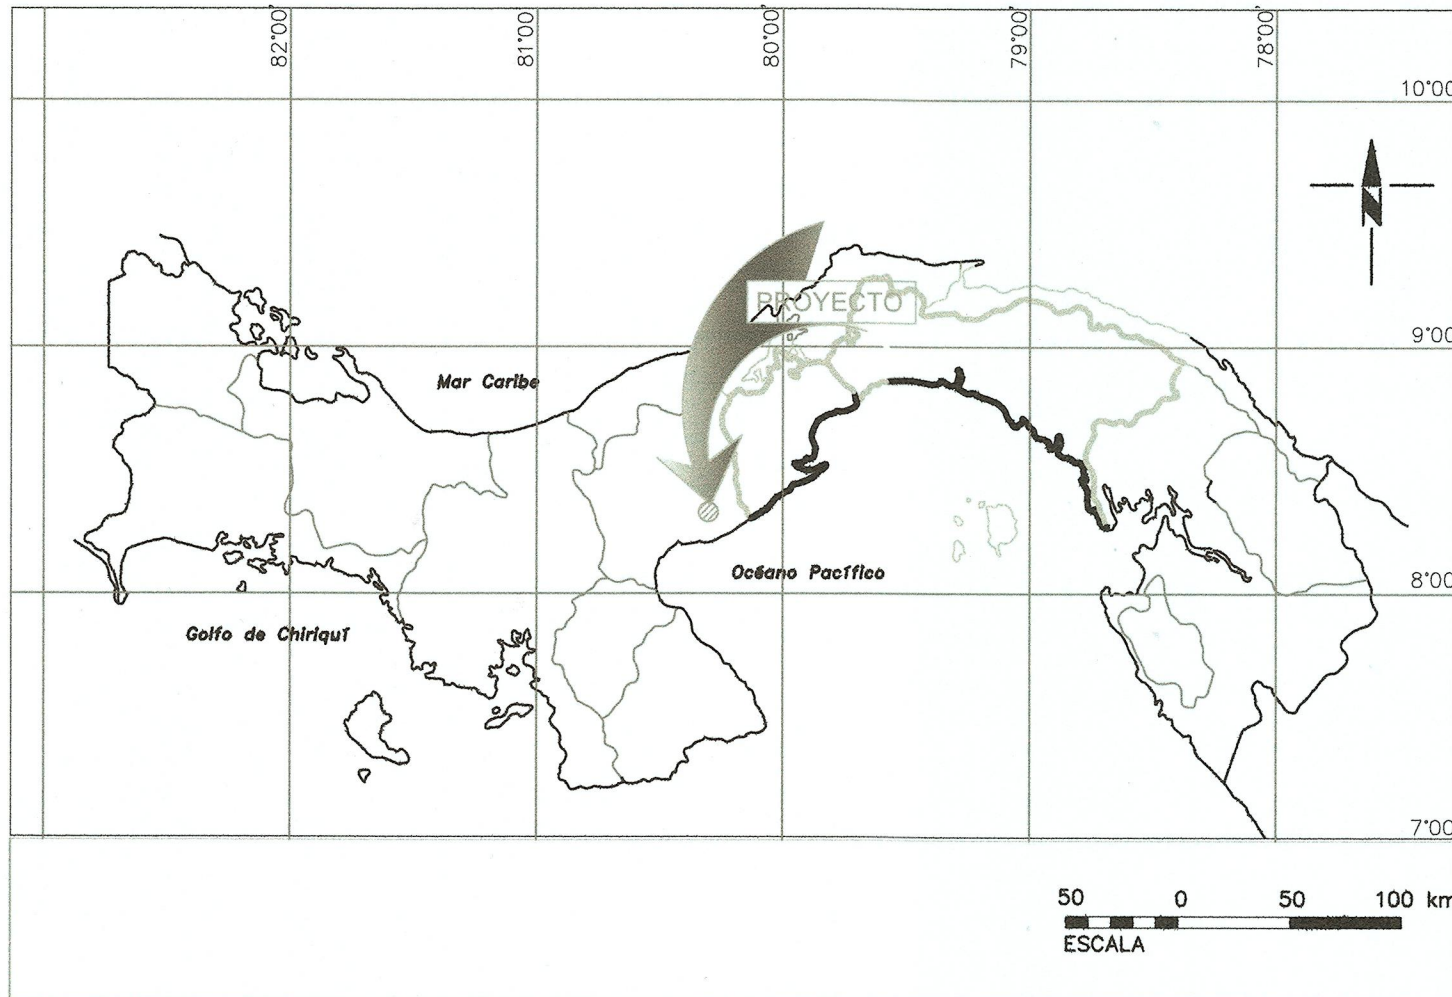 82°00'
81°00'
80°00'
79°00'
78°00'
10°00'
N
PROYECTO
9°00'
Mar Caribe
Océano Pacífico
8°00'
Golfo de Chiriquí
7°00'
50 0 50 100 km
ESCALA